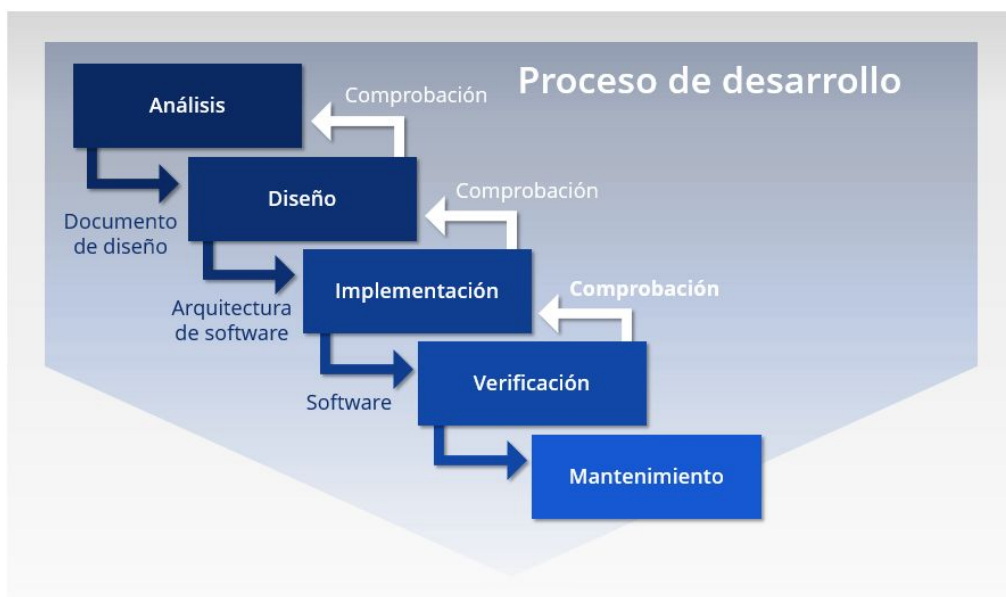 Proceso de desarrollo
Análisis
Comprobación
Documento
de diseño
Diseño
Comprobación
Arquitectura
de software
Implementación
Comprobación
Software
Verificación
Mantenimiento